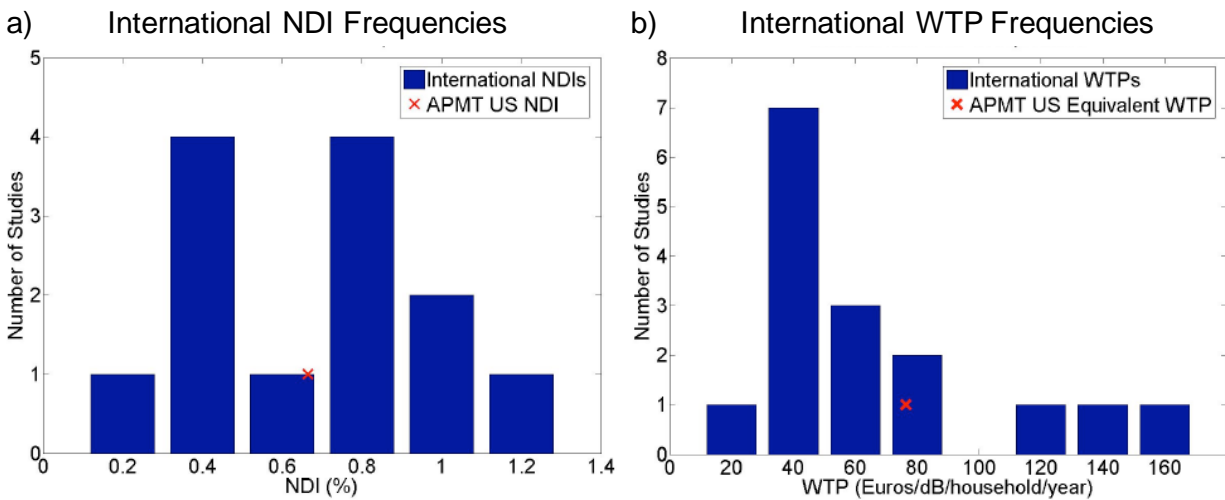 a) International NDI Frequencies
5
4
3
2
1
0
Number of Studies
International NDIs
APMT US NDI
0 0.2 0.4 0.6 0.8 1 1.2 1.4
NDI (%)
b) International WTP Frequencies
8
7
6
5
4
3
2
1
0
Number of Studies
International WTPs
APMT US Equivalent WTP
0 20 40 60 80 100 120 140 160
WTP (Euros/dB/household/year)